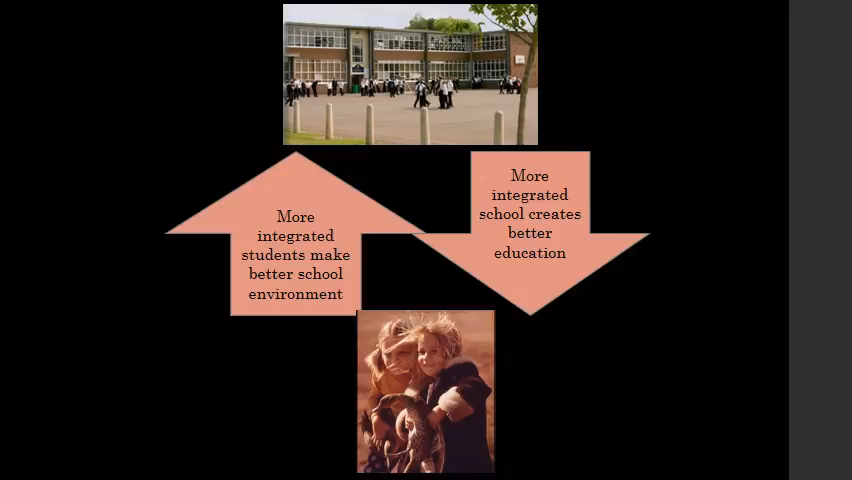 More
integrated
students make
better school
environment
More
integrated
school creates
better
education